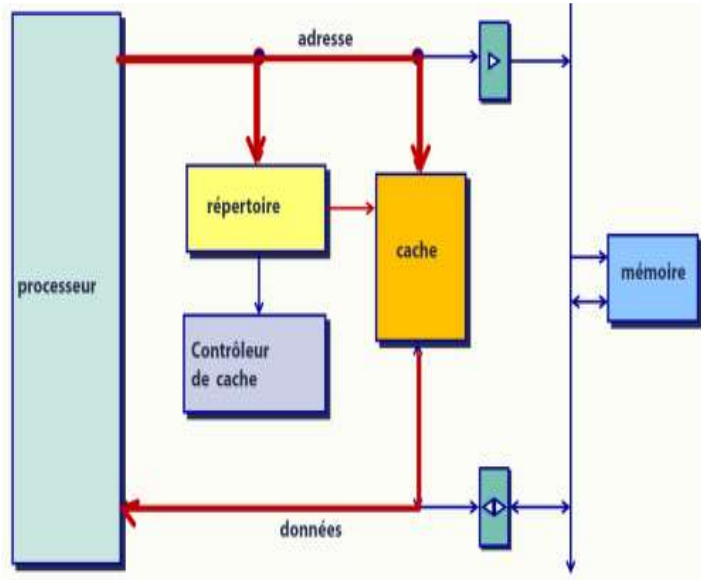 adresse
répertoire
cache
processeur
mémoire
Contrôleur
de cache
données